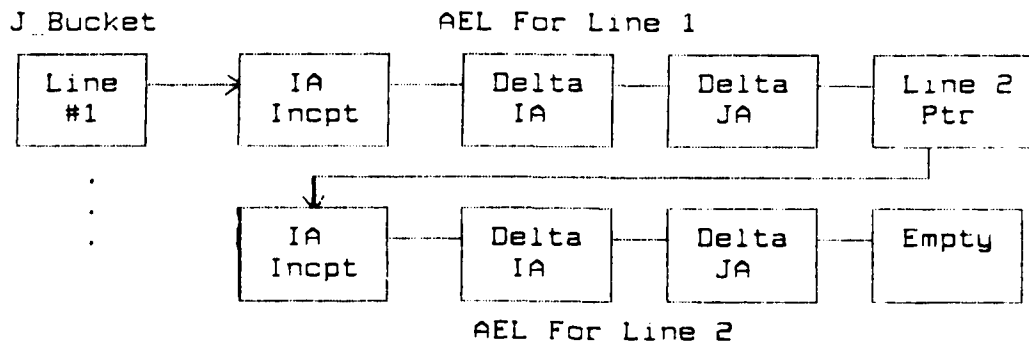 J_Bucket
AEL For Line 1
Line
#1
IA
Incpt
Delta
IA
Delta
JA
Line 2
Ptr
IA
Incpt
Delta
IA
Delta
JA
Empty
AEL For Line 2